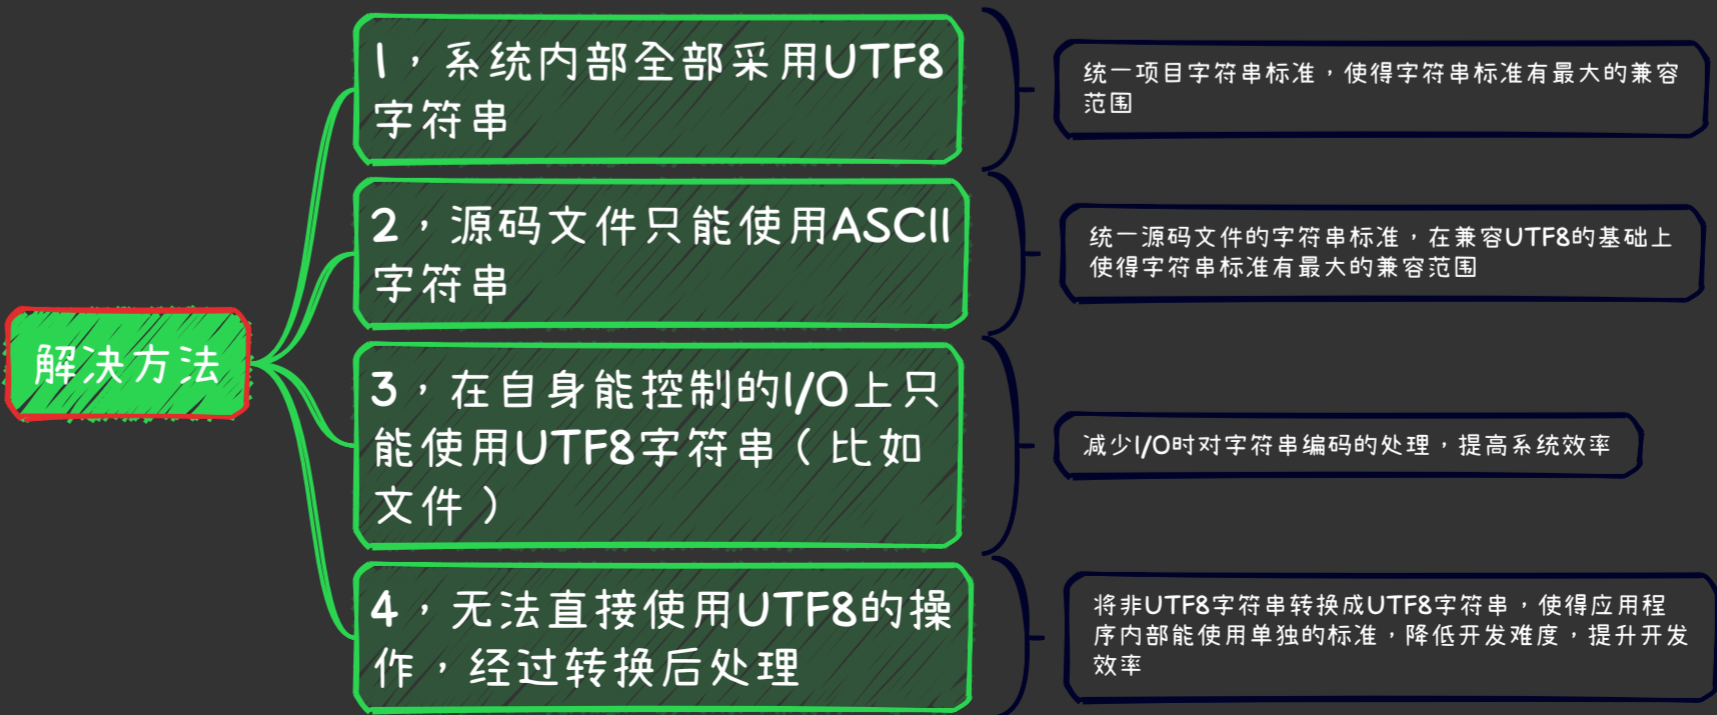 解决方法
1，系统内部全部采用UTF8
字符串
统一项目字符串标准，使得字符串标准有最大的兼容
范围
2，源码文件只能使用ASCII
字符串
统一源码文件的字符串标准，在兼容UTF8的基础上
使得字符串标准有最大的兼容范围
3，在自身能控制的I/O上只
能使用UTF8字符串（比如
文件）
减少I/O时对字符串编码的处理，提高系统效率
4，无法直接使用UTF8的操
作，经过转换后处理
将非UTF8字符串转换成UTF8字符串，使得应用程
序内部能使用单独的标准，降低开发难度，提升开发
效率